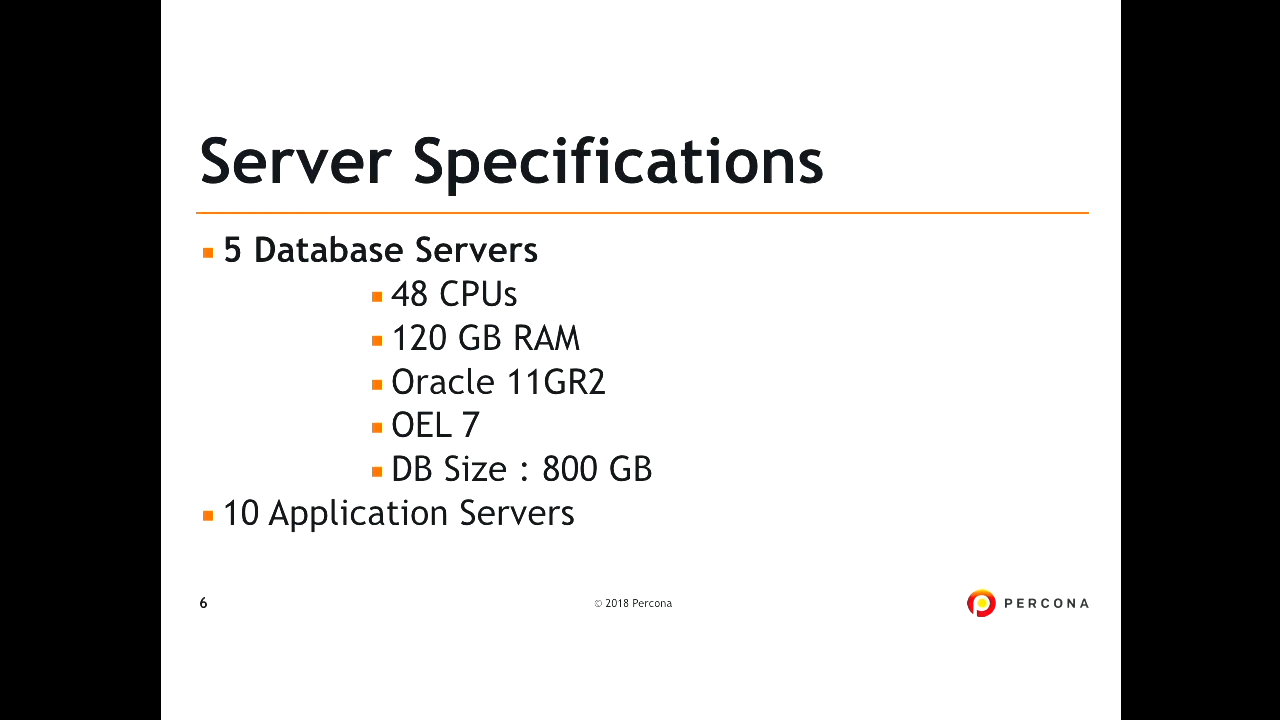 Server Specifications
5 Database Servers
48 CPUs
120 GB RAM
Oracle 11GR2
OEL 7
DB Size : 800 GB
10 Application Servers
6
© 2018 Percona
PERCONA